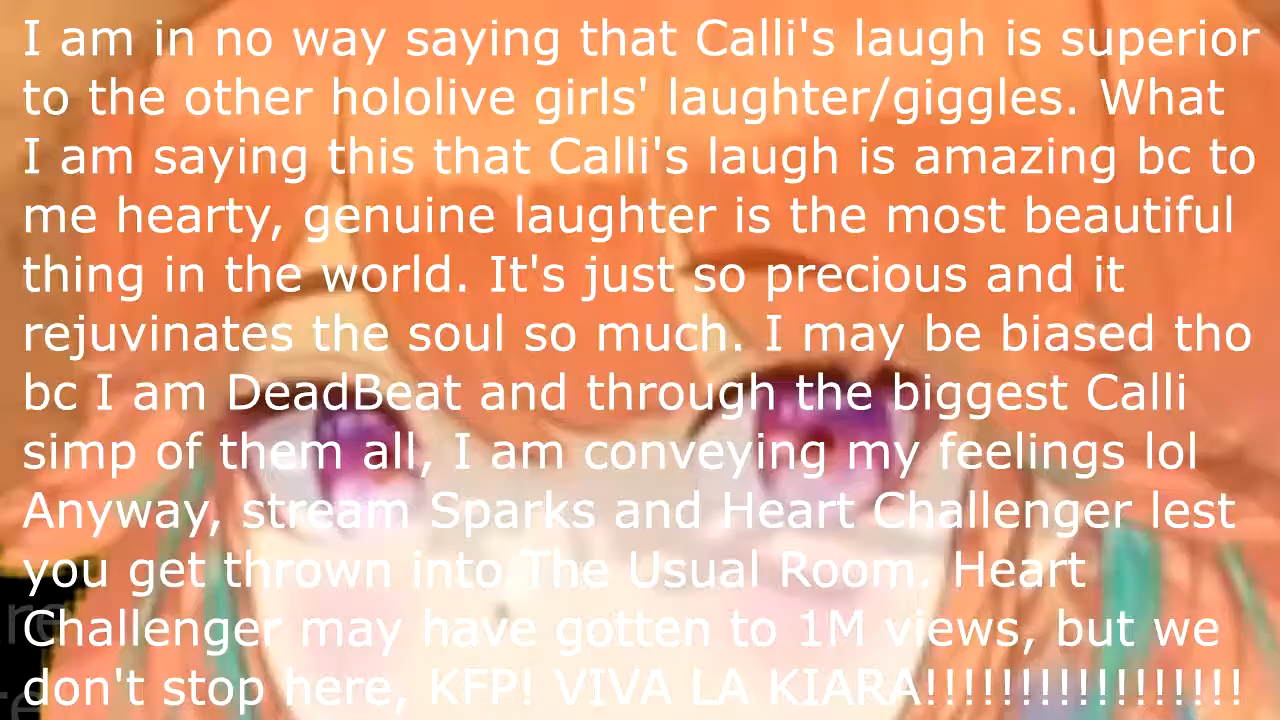 I am in no way saying that Calli's laugh is superior
to the other hololive girls' laughter/giggles. What
I am saying this that Calli's laugh is amazing bc to
me hearty, genuine laughter is the most beautiful
thing in the world. It's just so precious and it
rejuvinates the soul so much. I may be biased tho
bc I am DeadBeat and through the biggest Calli
simp of them all, I am conveying my feelings lol
Anyway, stream Sparks and Heart Challenger lest
you get thrown into The Usual Room. Heart
Challenger may have gotten to 1M views, but we
don't stop here, KFP! VIVA LA KIARA!!!!!!!!!!!!!!!!!